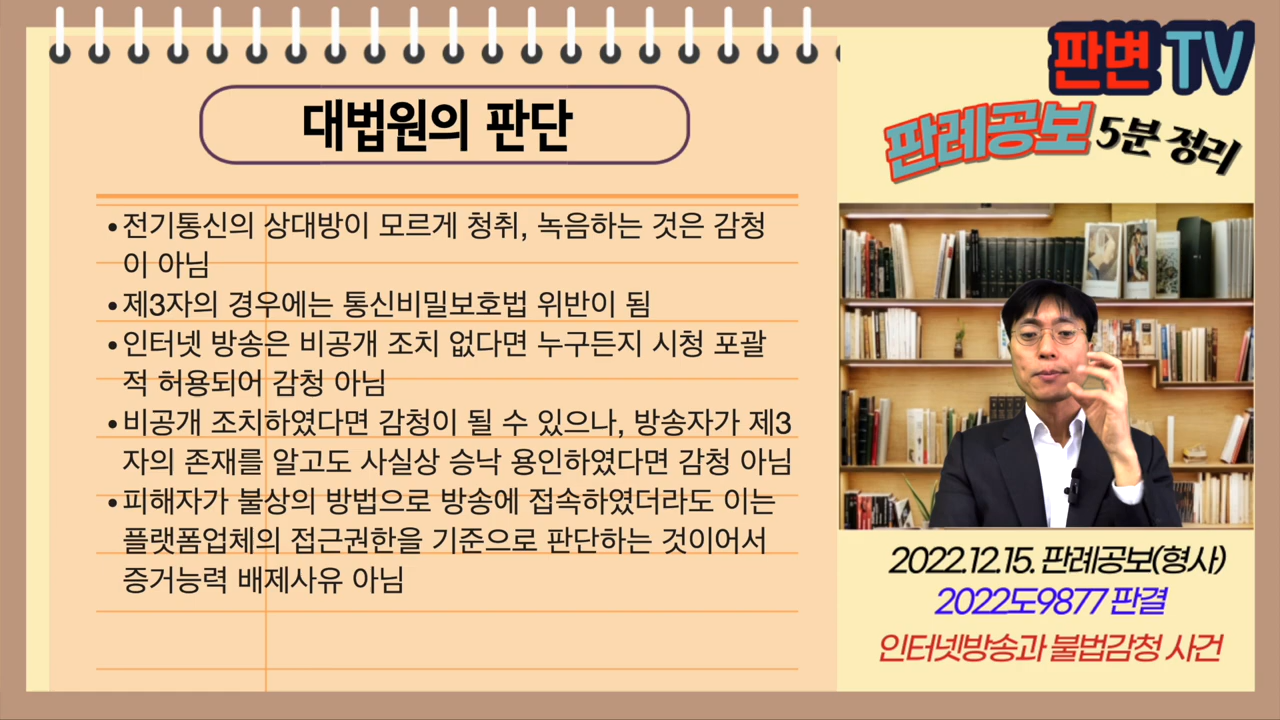 판변 TV
판례공보 5분 정리
대법원의 판단
•전기통신의 상대방이 모르게 청취, 녹음하는 것은 감청
이 아님
•제3자의 경우에는 통신비밀보호법 위반이 됨
•인터넷 방송은 비공개 조치 없다면 누구든지 시청 포괄
적 허용되어 감청 아님
•비공개 조치하였다면 감청이 될 수 있으나, 방송자가 제3
자의 존재를 알고도 사실상 승낙 용인하였다면 감청 아님
•피해자가 불상의 방법으로 방송에 접속하였더라도 이는
플랫폼업체의 접근권한을 기준으로 판단하는 것이어서
증거능력 배제사유 아님
2022.12.15. 판례공보(형사)
2022도9877 판결
인터넷방송과 불법감청 사건